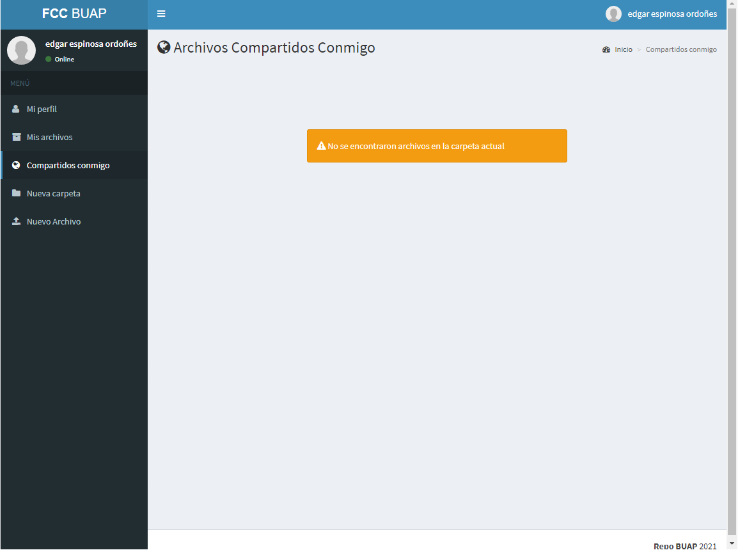 FCC BUAP
edgar espinosa ordoñes
edgar espinosa ordoñes
Online
MENÚ
Mi perfil
Mis archivos
Compartidos conmigo
Nueva carpeta
Nuevo Archivo
Archivos Compartidos Conmigo
Inicio > Compartidos conmigo
No se encontraron archivos en la carpeta actual
Repo BUAP 2021